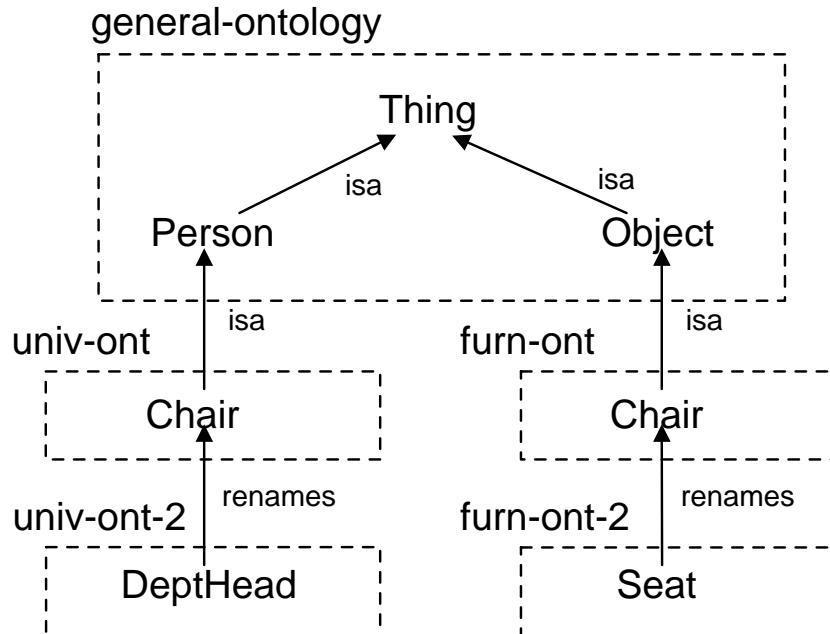 general-ontology
Thing
isa isa
Person Object
isa isa
univ-ont furn-ont
Chair Chair
renames renames
univ-ont-2 furn-ont-2
DeptHead Seat